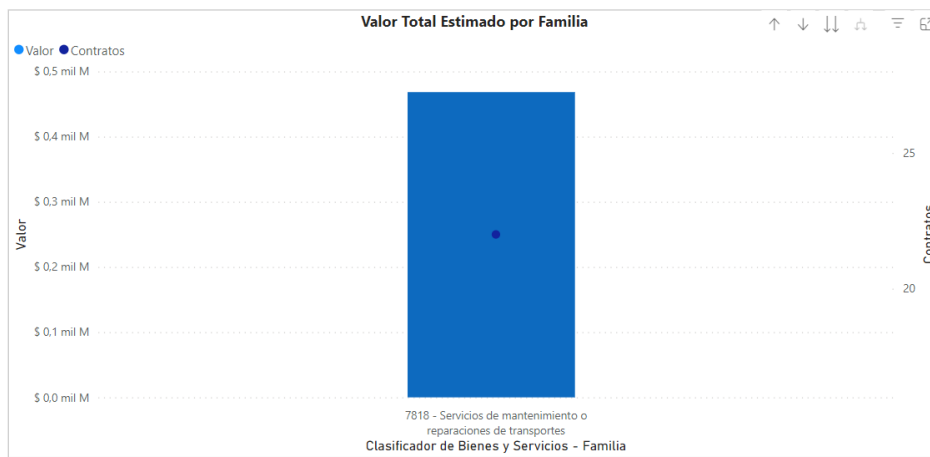 Valor Total Estimado por Familia
Valor Contratos
$ 0,5 mil M
$ 0,4 mil M
$ 0,3 mil M
$ 0,2 mil M
$ 0,1 mil M
$ 0,0 mil M
Valor
25
20
Contratos
7818 - Servicios de mantenimiento o
reparaciones de transportes
Clasificador de Bienes y Servicios - Familia